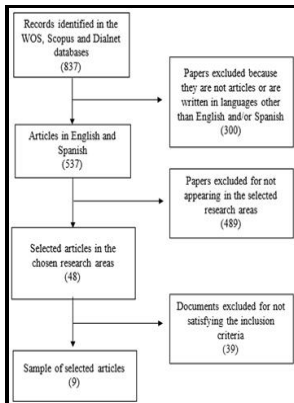 Records identified in the
WOS, Scopus and Dialnet
databases
(837)
Papers excluded because
they are not articles or are
written in languages other
than English and/or Spanish
(300)
Articles in English and
Spanish
(537)
Papers excluded for not
appearing in the selected
research areas
(489)
Selected articles in the
chosen research areas
(48)
Documents excluded for not
satisfying the inclusion
criteria
(39)
Sample of selected articles
(9)